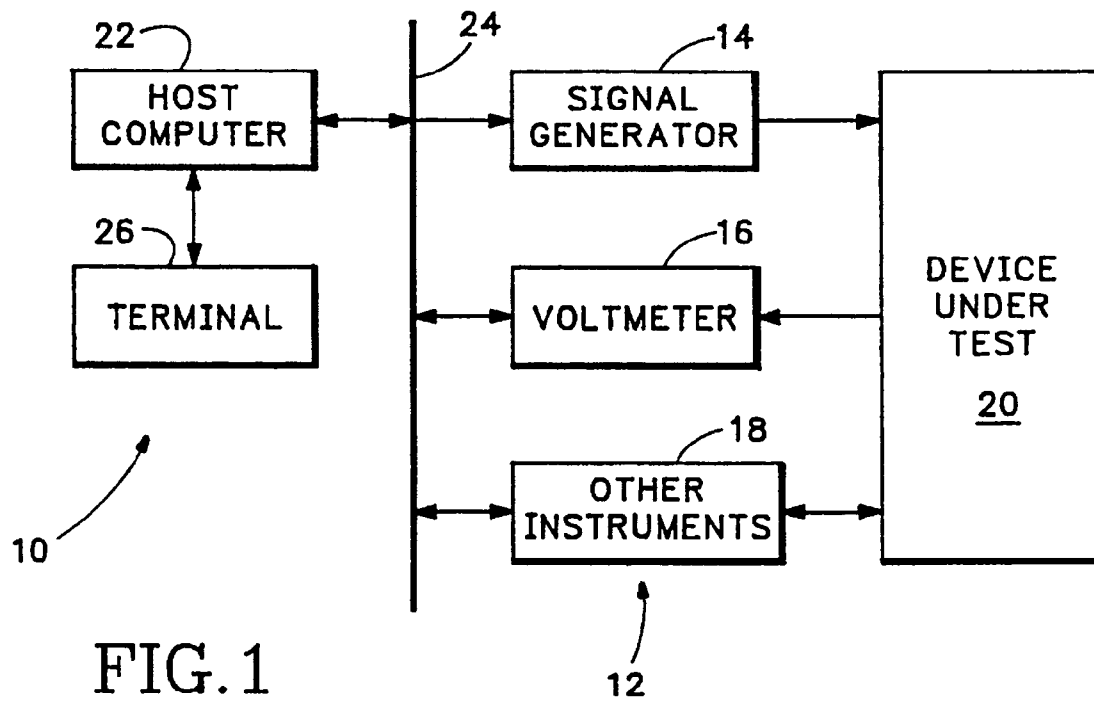 22
HOST
COMPUTER
26
TERMINAL
10
24
14
SIGNAL
GENERATOR
16
VOLTMETER
18
OTHER
INSTRUMENTS
12
DEVICE
UNDER
TEST
20
FIG. 1